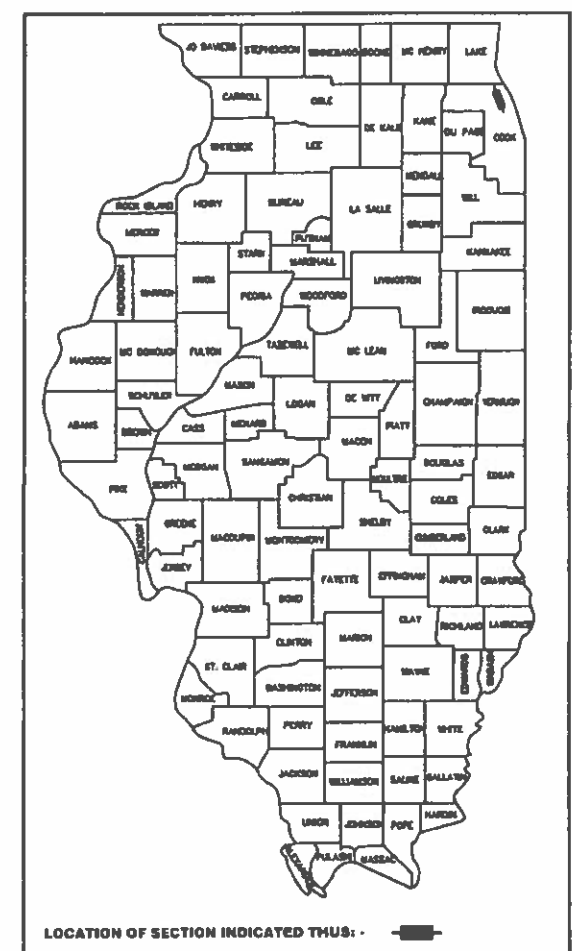 JO DAVIESS STEPHENSON WINNEBAGO BOONE MC HENRY LAKE
CARROLL OGLE DE KALB KANE DU PAGE COOK
WHITESIDE LEE KENDALL WILL
ROCK ISLAND HENRY BUREAU LA SALLE GRUNDY
MERCER PUTNAM KANKAKEE
HENDERSON WARREN KNOX STARK MARSHALL LIVINGSTON
PEORIA WOODFORD IROQUOIS
HANCOCK MC DONOUGH FULTON TAZEWELL MC LEAN FORD
SCHUYLER MASON LOGAN DE WITT CHAMPAIGN VERMILION
ADAMS BROWN CASS MENARD MACON PIATT
MORGAN SANGAMON DOUGLAS EDGAR
PIKE SCOTT CHRISTIAN MOULTRIE COLES
CALHOUN GREENE MACOUPIN MONTGOMERY SHELBY CUMBERLAND CLARK
JERSEY FAYETTE EFFINGHAM JASPER CRAWFORD
MADISON BOND CLAY RICHLAND LAWRENCE
CLINTON MARION
ST. CLAIR WAYNE EDWARDS WABASH
MONROE WASHINGTON JEFFERSON
RANDOLPH PERRY HAMILTON WHITE
FRANKLIN
JACKSON WILLIAMSON SALINE GALLATIN
UNION JOHNSON POPE HARDIN
ALEXANDER PULASKI MASSAC
LOCATION OF SECTION INDICATED THUS: -